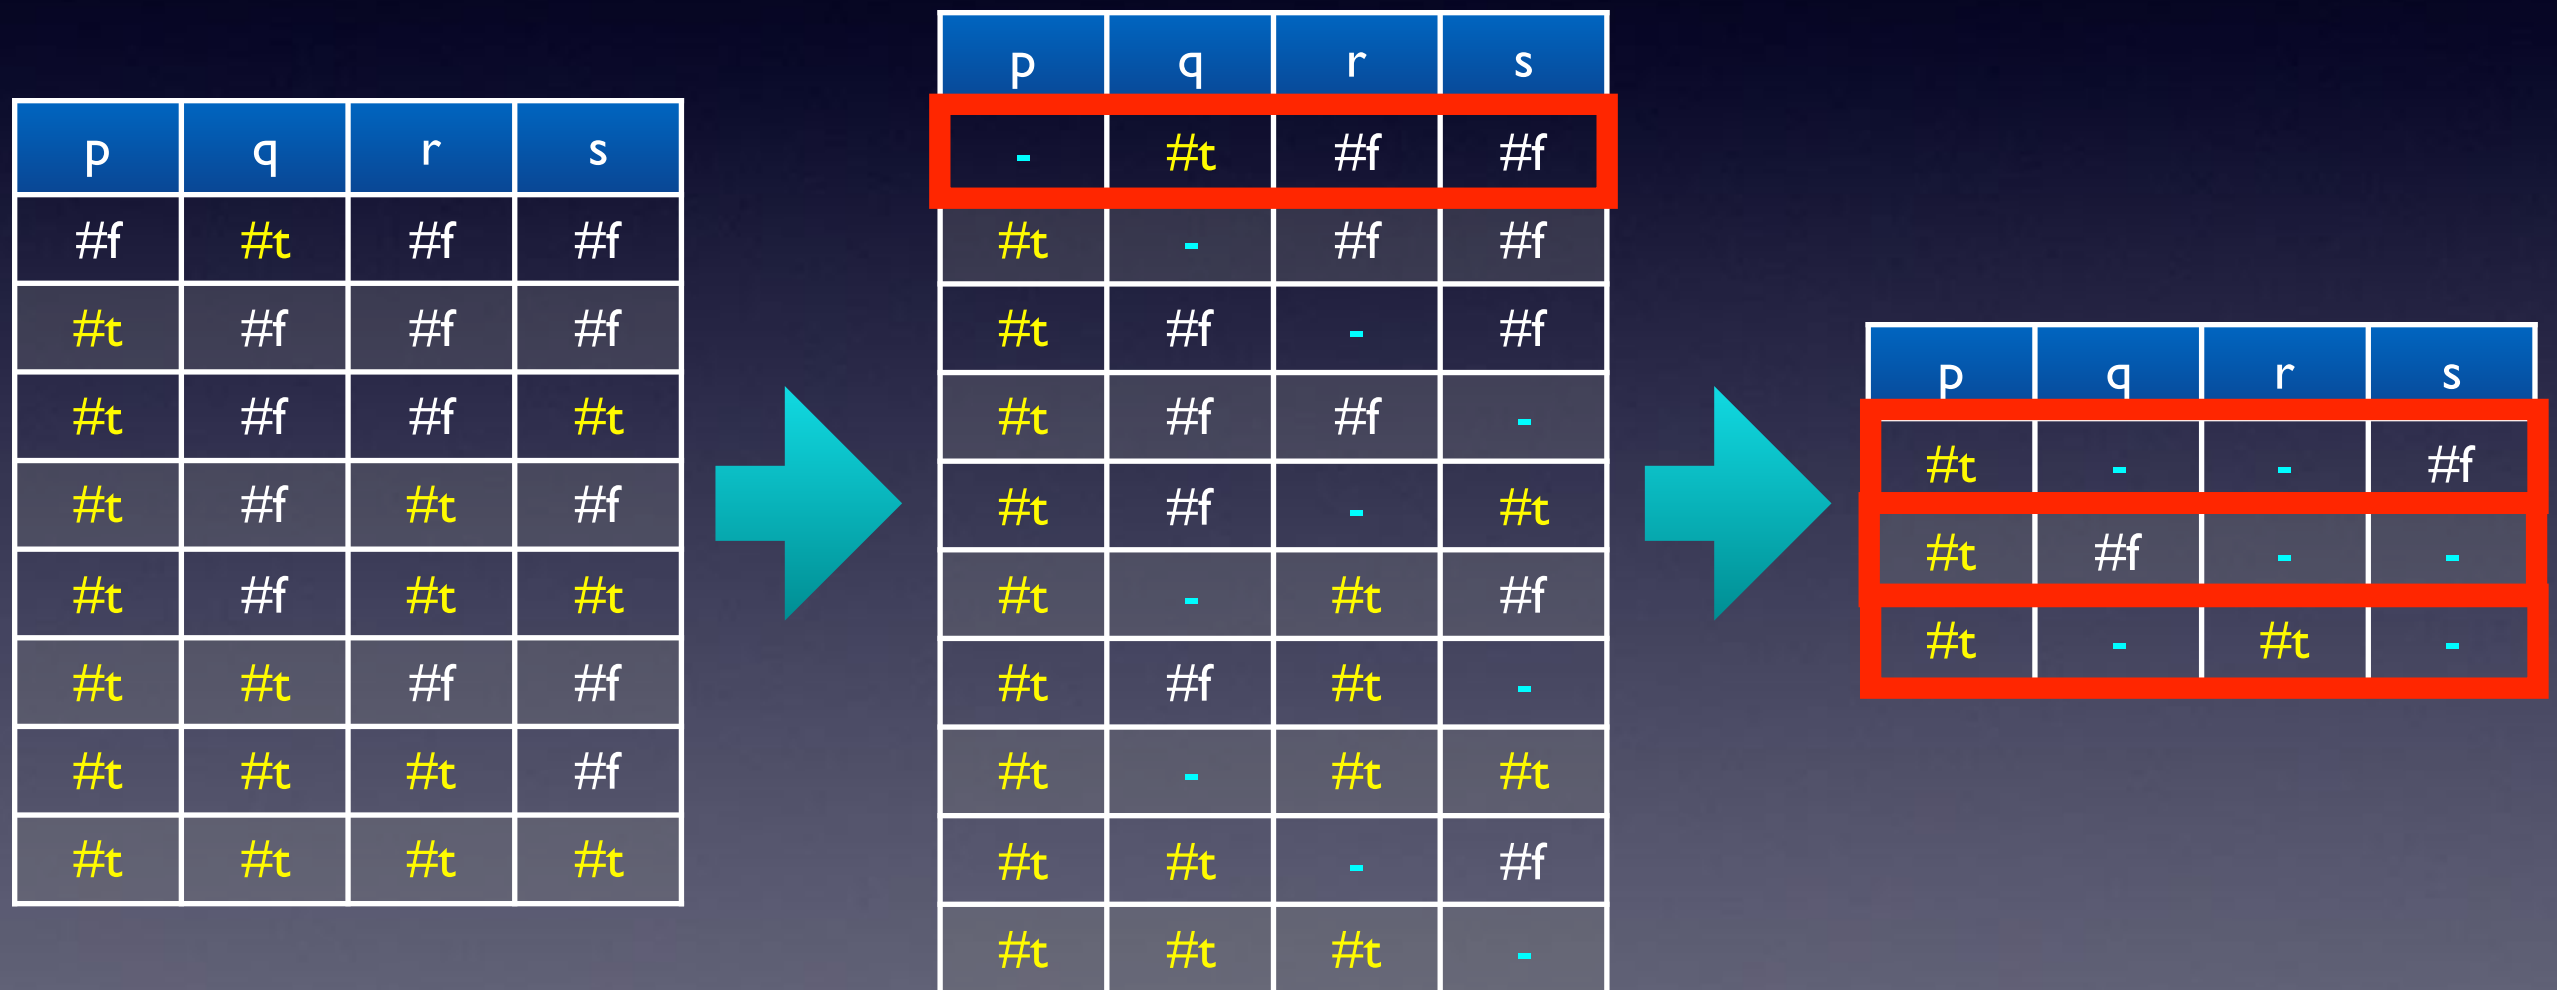 p q r s
#f #t #f #f
#t #f #f #f
#t #f #f #t
#t #f #t #f
#t #f #t #t
#t #t #f #f
#t #t #t #f
#t #t #t #t
p q r s
- #t #f #f
#t - #f #f
#t #f - #f
#t #f #f -
#t #f - #t
#t - #t #f
#t #f #t -
#t - #t #t
#t #t - #f
#t #t #t -
p q r s
#t - - #f
#t #f - -
#t - #t -